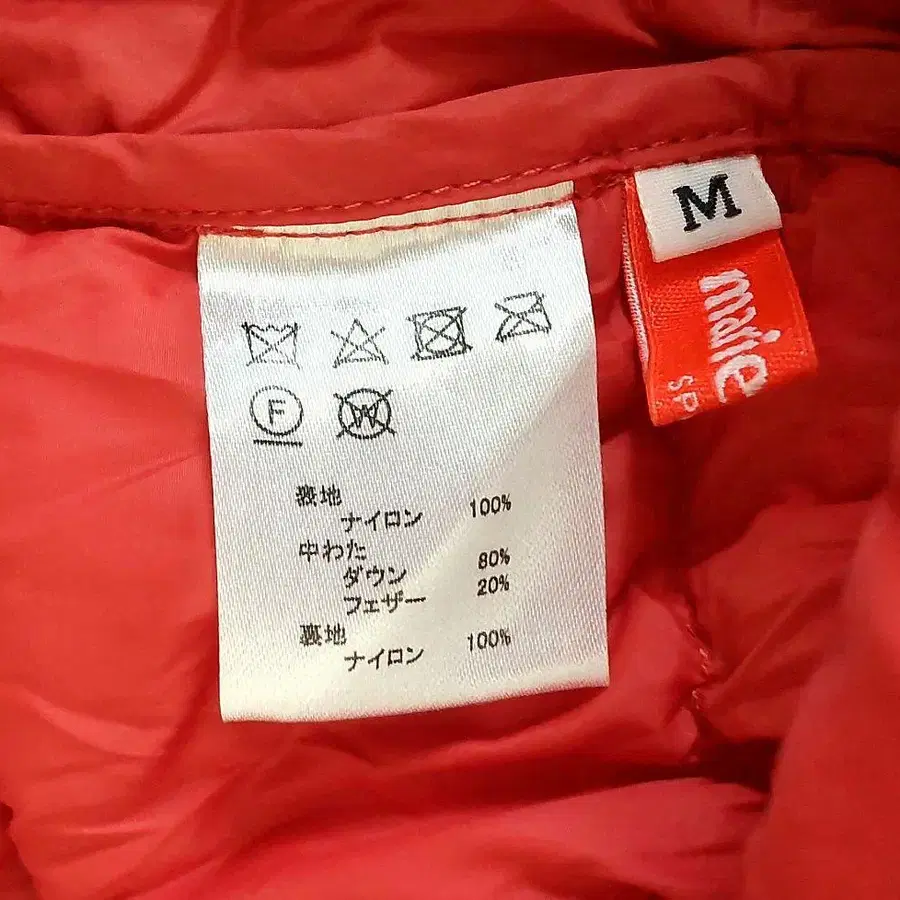 M
SP
F
W
表地
ナイロン 100%
中わた
ダウン 80%
フェザー 20%
裏地
ナイロン 100%